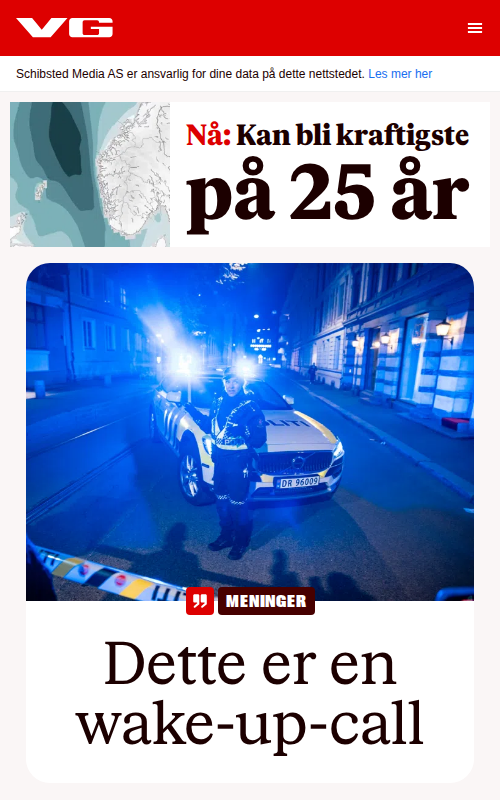 VG
Schibsted Media AS er ansvarlig for dine data på dette nettstedet. Les mer her
Nå: Kan bli kraftigste
på 25 år
POLITI
DR 96009
MENINGER
Dette er en
wake-up-call